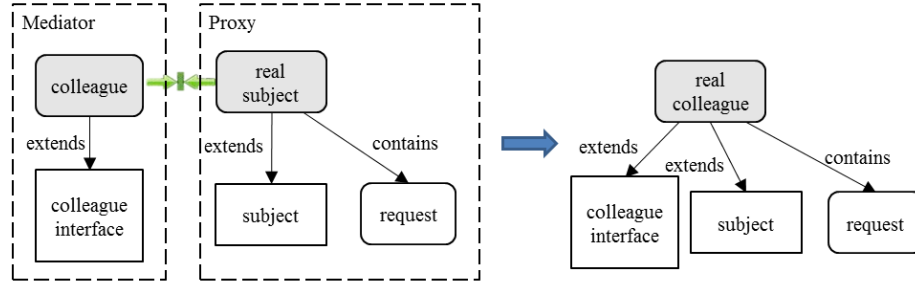 Mediator
colleague
extends
colleague
interface
Proxy
real
subject
extends
contains
subject
request
real
colleague
extends
extends
contains
colleague
interface
subject
request